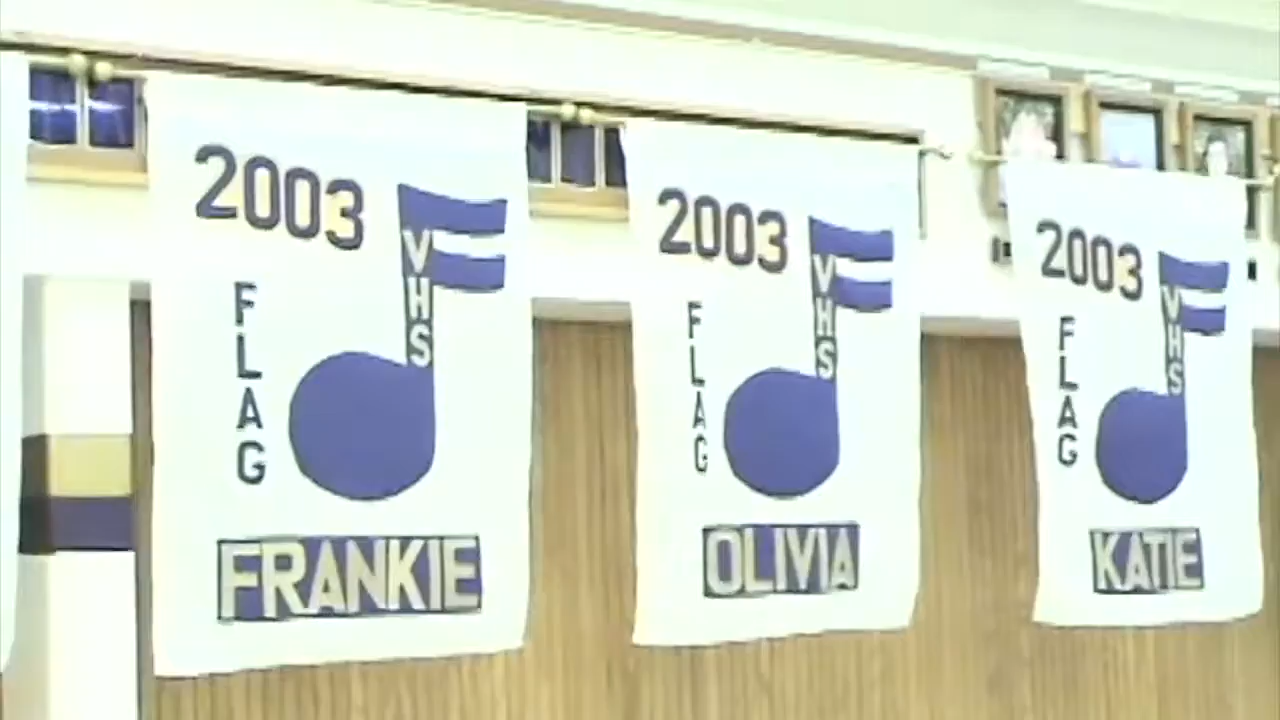 2003
VHS
FLAG
FRANKIE
2003
VHS
FLAG
OLIVIA
2003
VHS
FLAG
KATIE